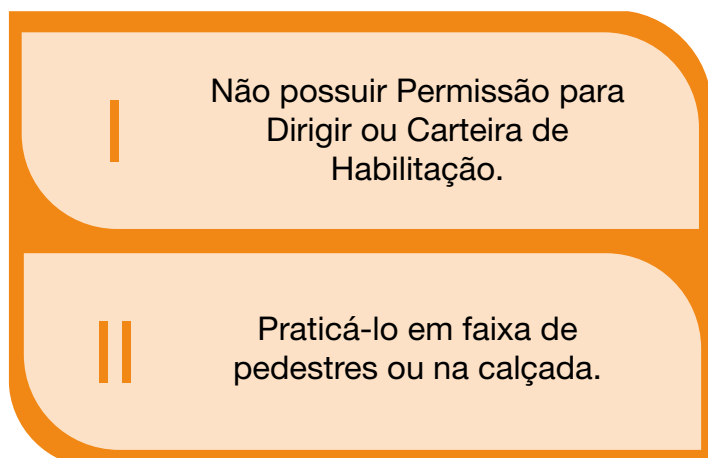 I
Não possuir Permissão para
Dirigir ou Carteira de
Habilitação.
II
Praticá-lo em faixa de
pedestres ou na calçada.